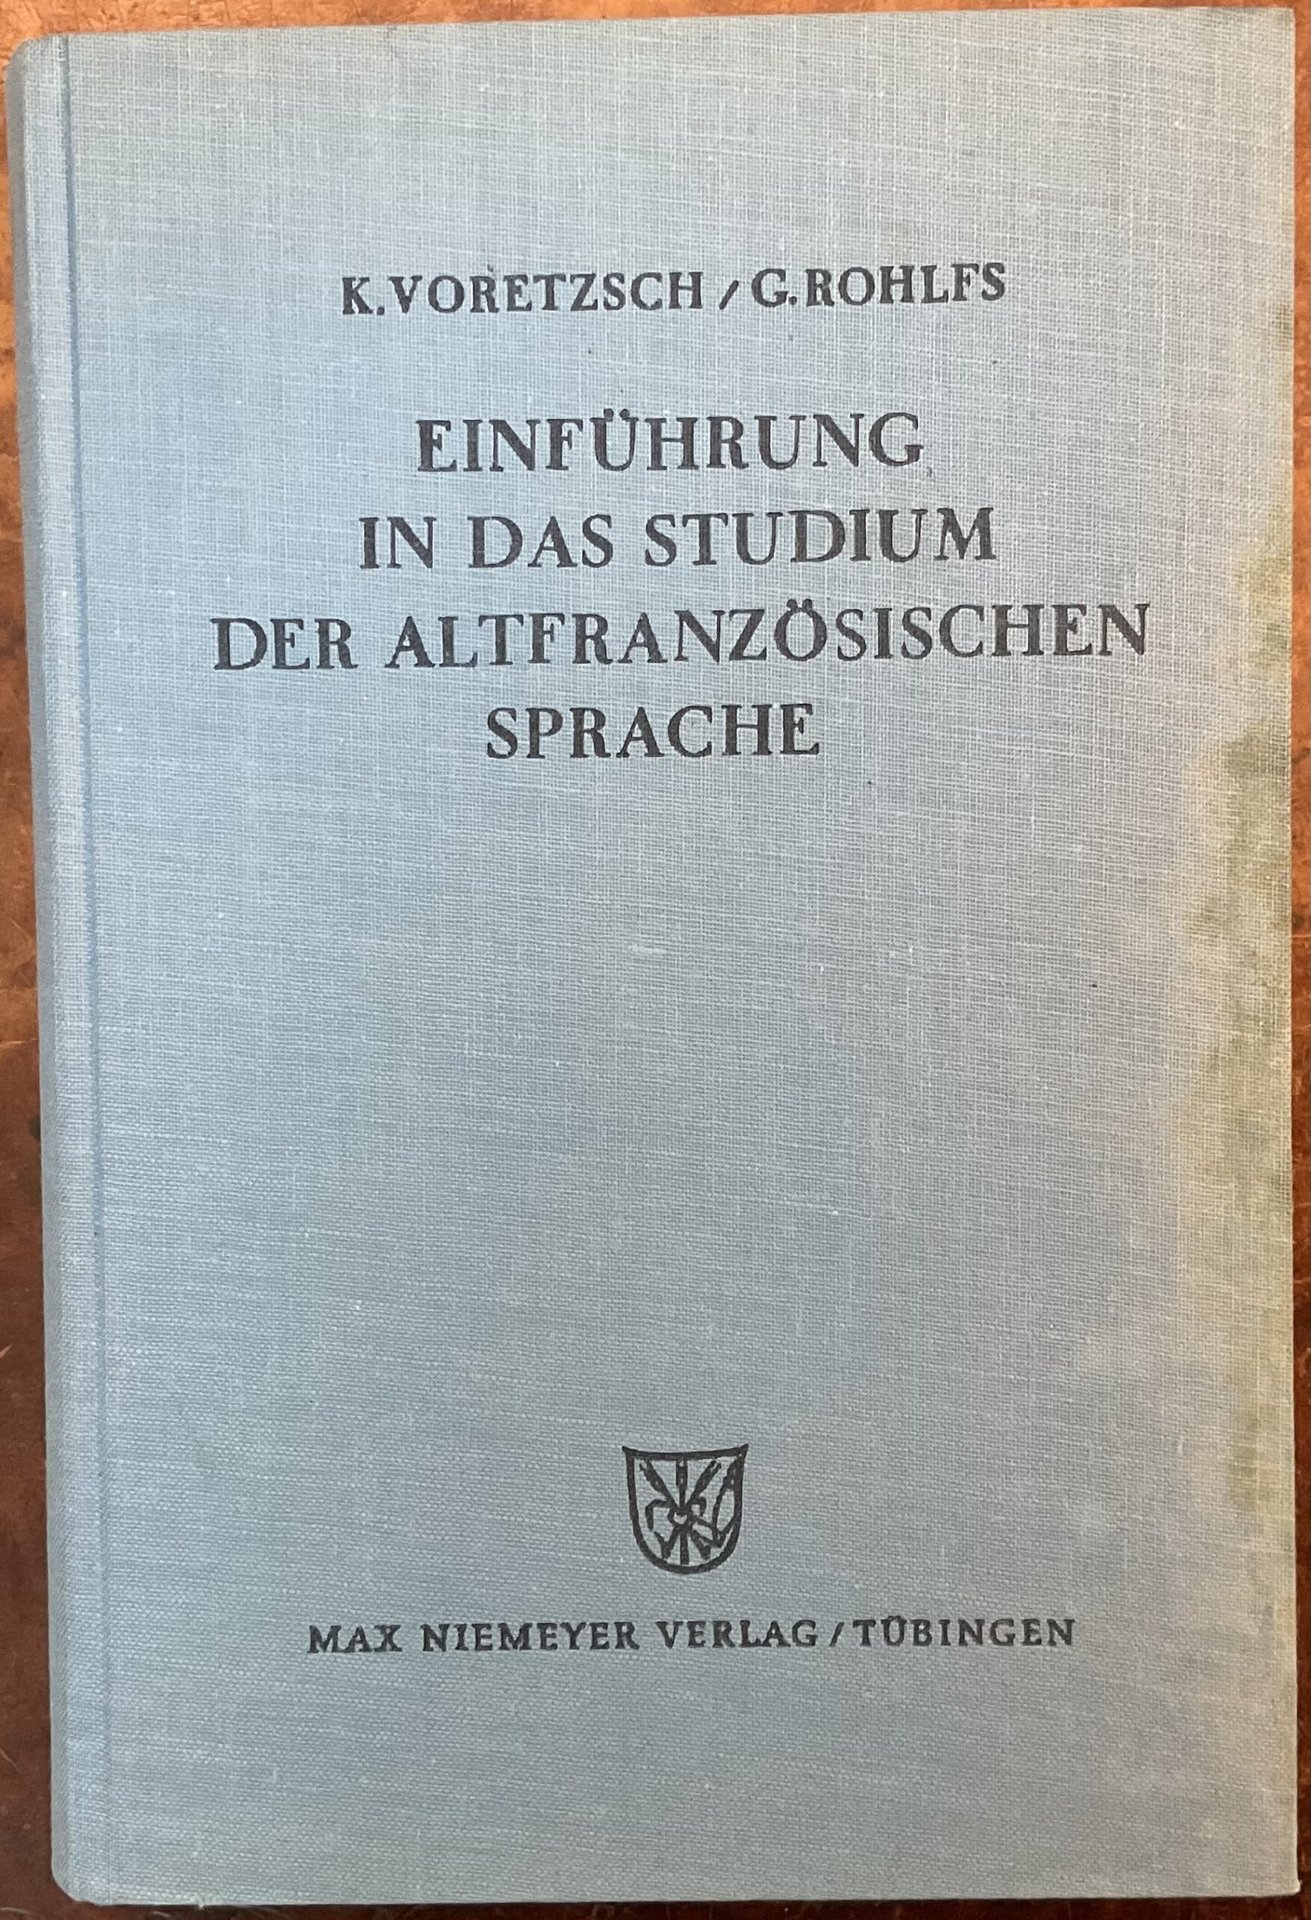 K. VORETZSCH / G. ROHLFS
EINFÜHRUNG
IN DAS STUDIUM
DER ALTFRANZÖSISCHEN
SPRACHE
MAX NIEMEYER VERLAG / TÜBINGEN